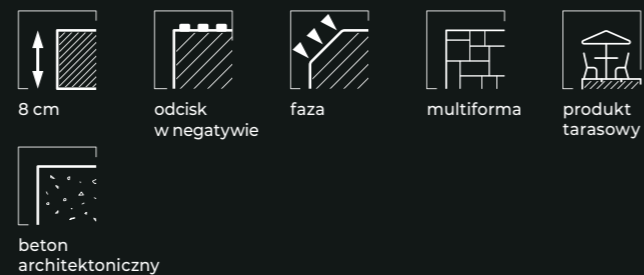 8 cm
odcisk
w negatywie
faza
multiforma
produkt
tarasowy
beton
architektoniczny